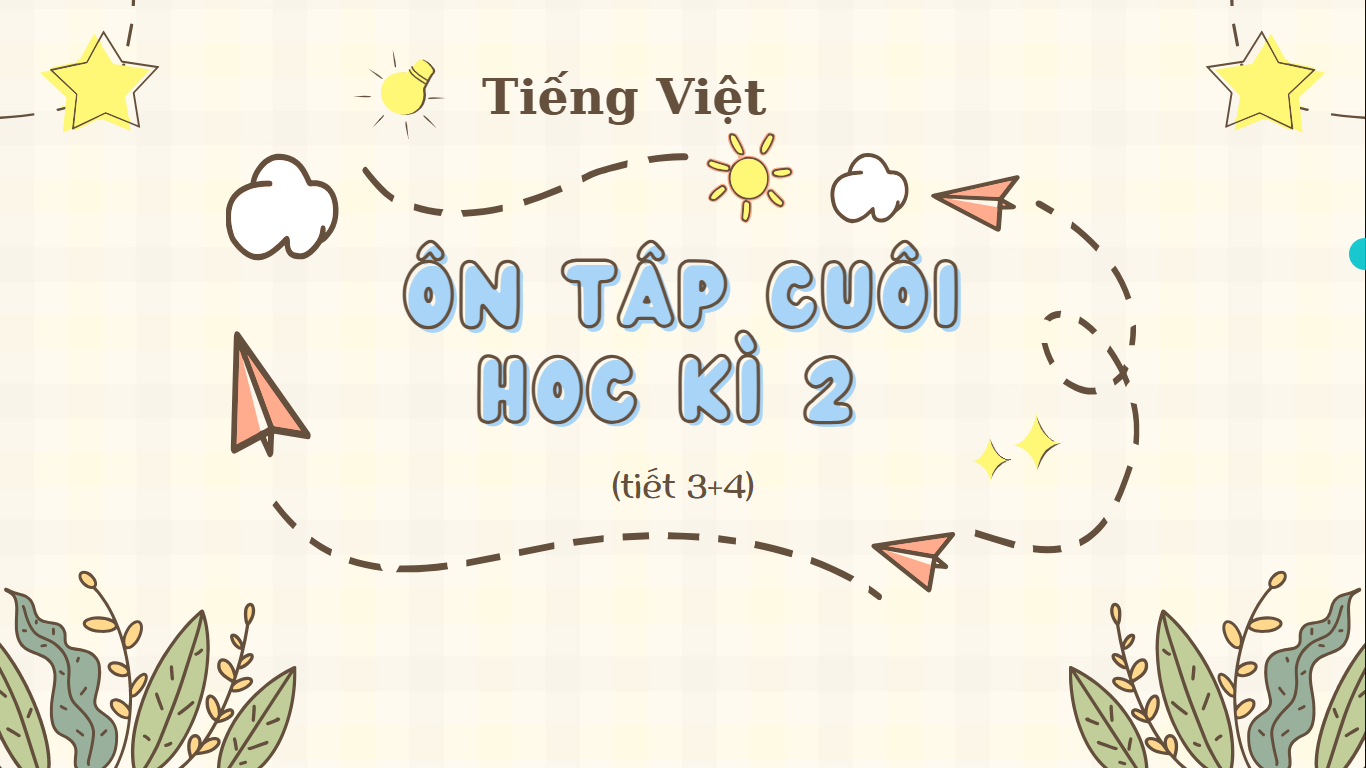 Tiếng Việt
ÔN TÂP CUÔI
HOC KÌ 2
(tiết 3+4)